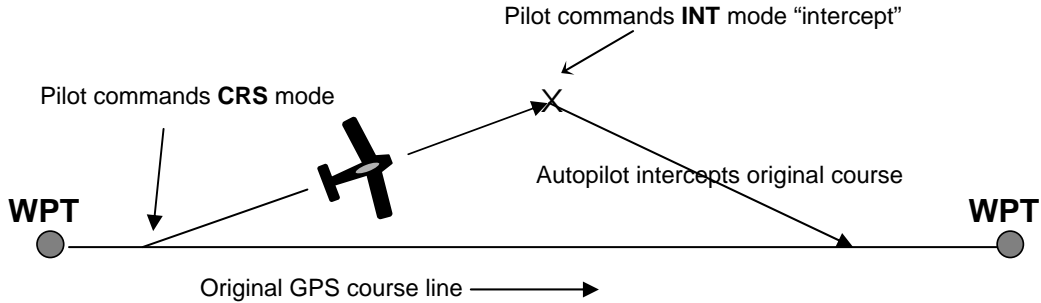 Pilot commands INT mode “intercept”
Pilot commands CRS mode
X
Autopilot intercepts original course
WPT
WPT
Original GPS course line